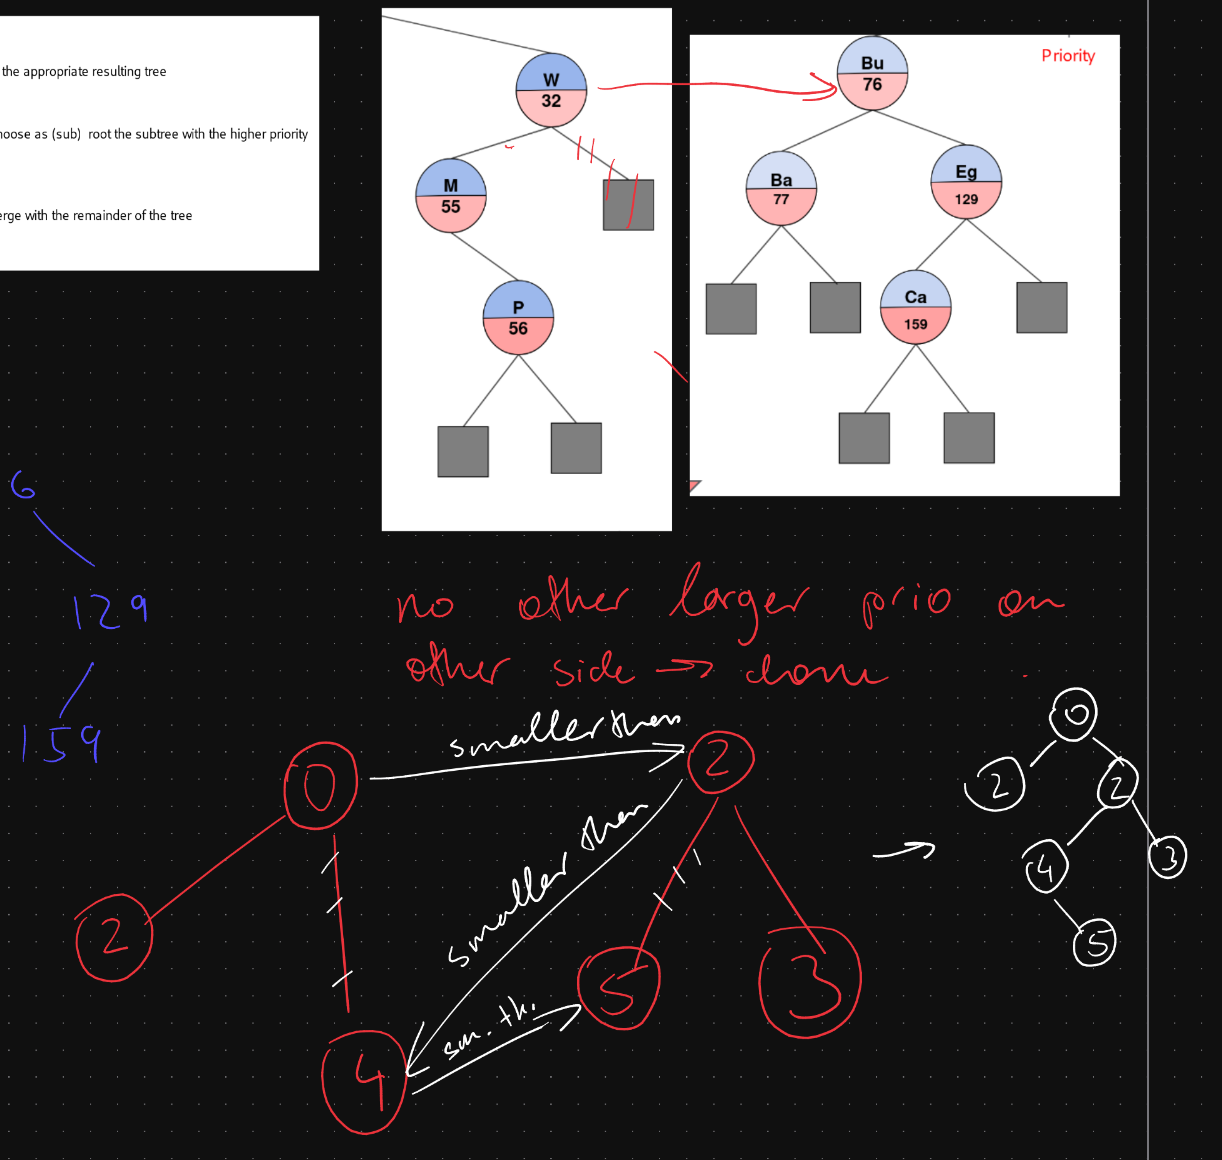 the appropriate resulting tree
hoose as (sub) root the subtree with the higher priority
erge with the remainder of the tree
W
32
M
55
P
56
Priority
Bu
76
Ba
77
Eg
129
Ca
159
6
129
159
no other larger prio on
other side → done
0
smaller then
2
smaller then
2
5
3
sm. th.
4
0
2
2
4
3
5